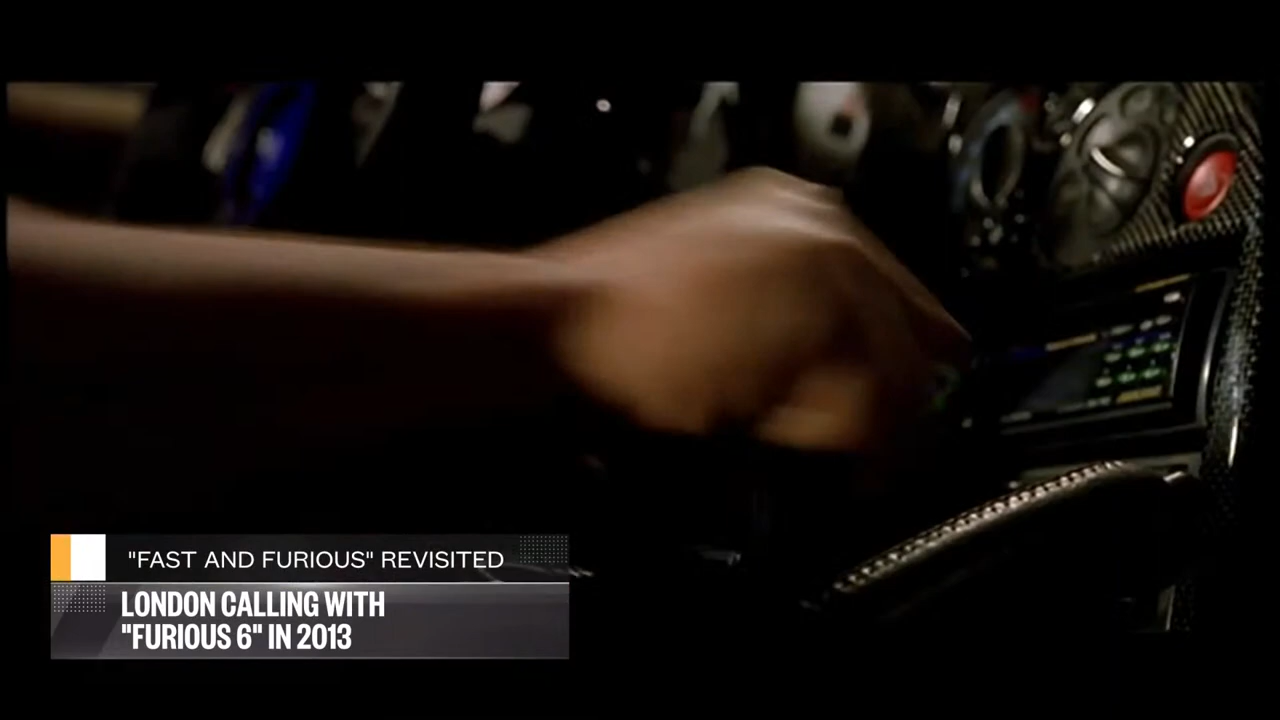 "FAST AND FURIOUS" REVISITED
LONDON CALLING WITH
"FURIOUS 6" IN 2013